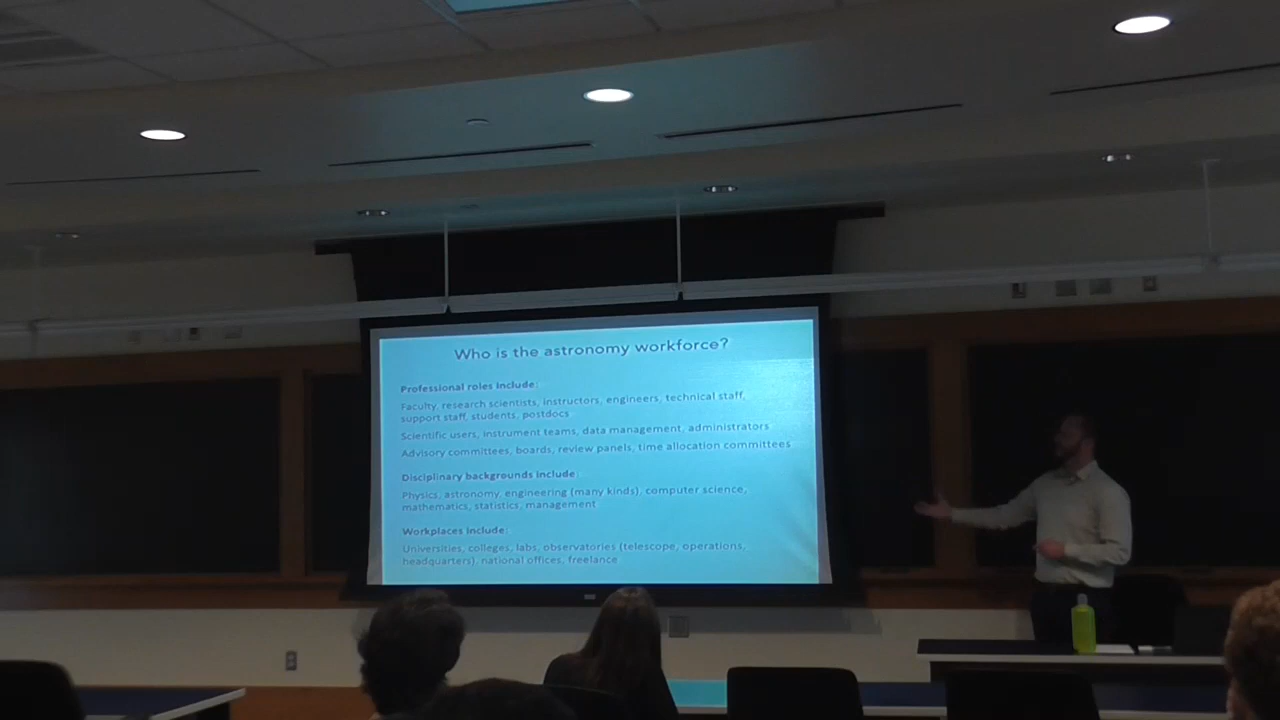 Who is the astronomy workforce?
Professional roles include:
Faculty, research scientists, instructors, engineers, technical staff,
support staff, students, postdocs
Scientific users, instrument teams, data management, administrators
Advisory committees, boards, review panels, time allocation committees
Disciplinary backgrounds include:
Physics, astronomy, engineering (many kinds), computer science,
mathematics, statistics, management
Workplaces include:
Universities, colleges, labs, observatories (telescope, operations,
headquarters), national offices, freelance